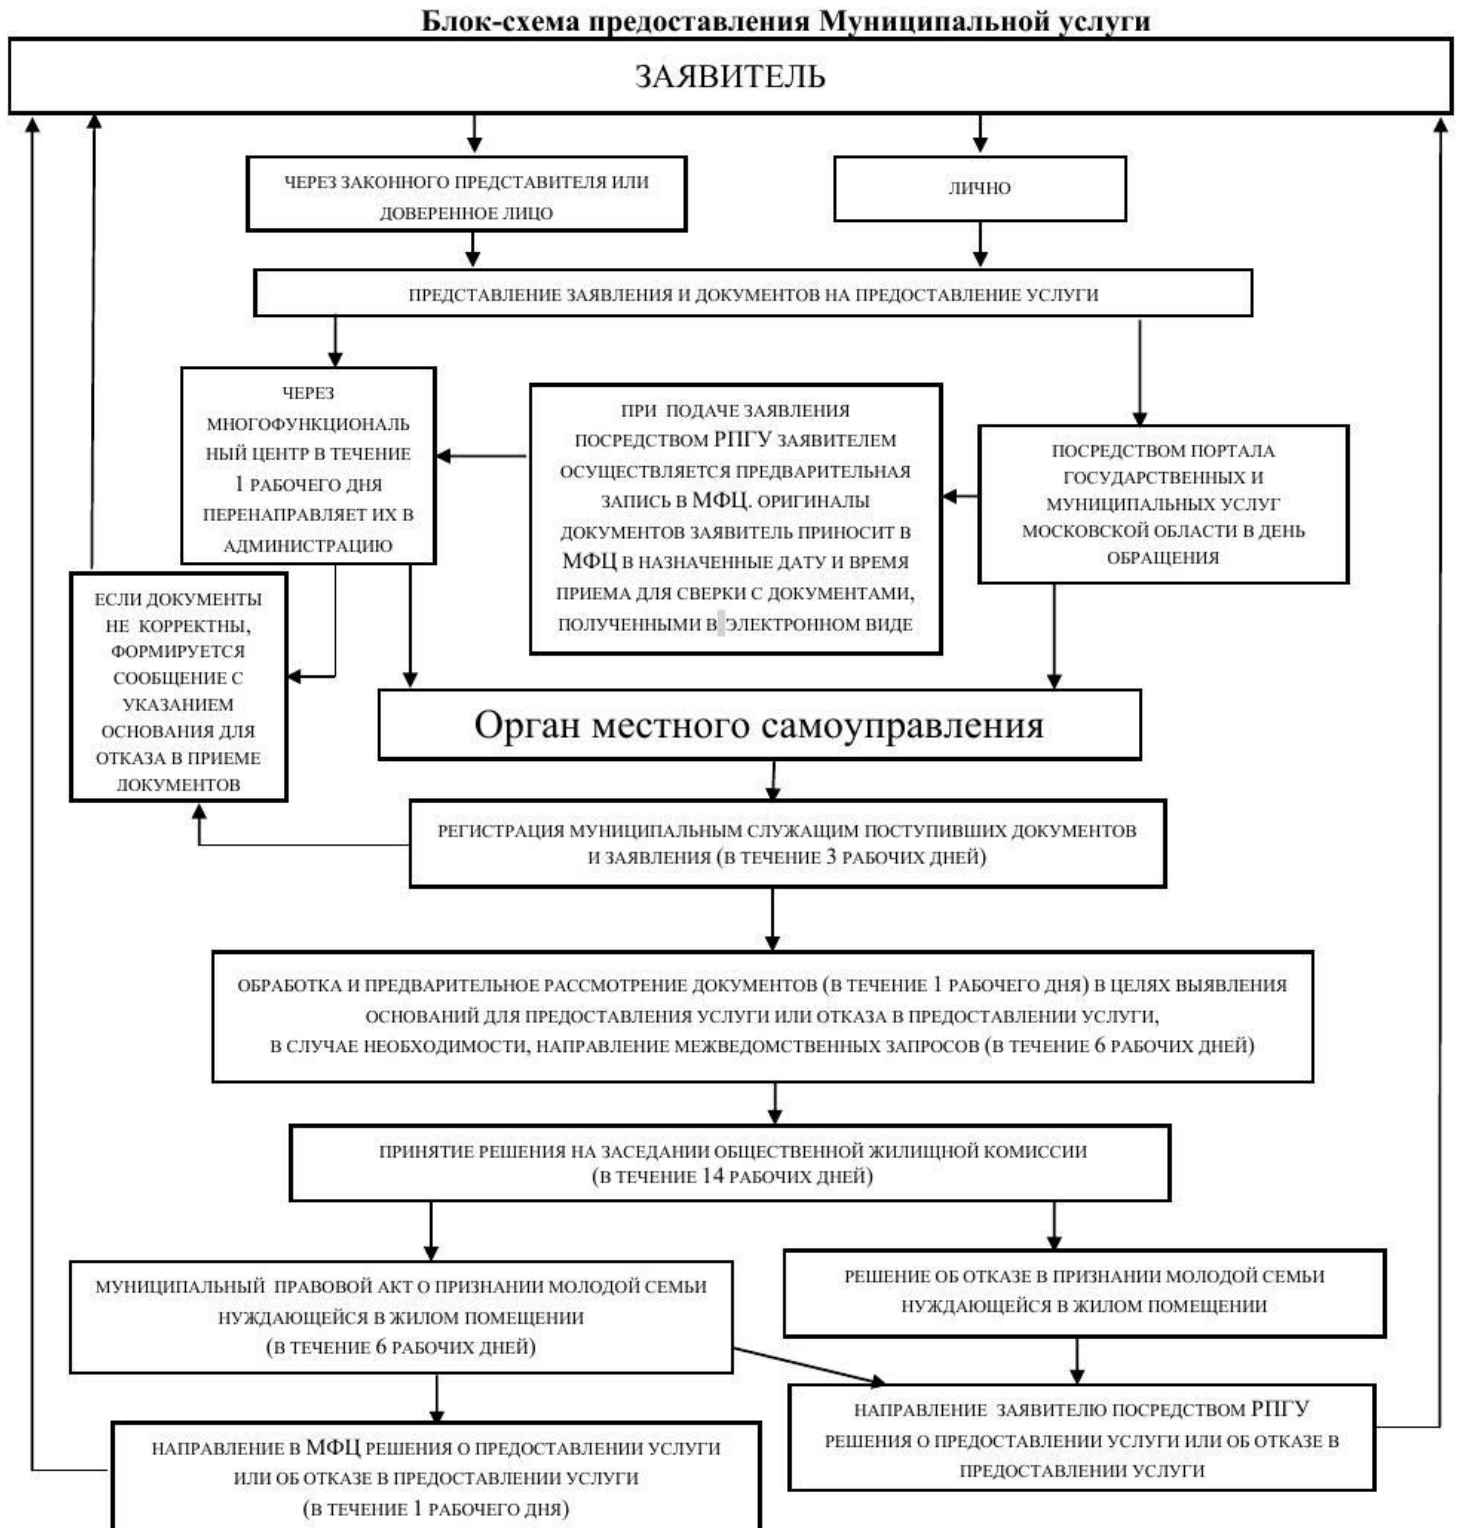 Блок-схема предоставления Муниципальной услуги
ЗАЯВИТЕЛЬ
ЧЕРЕЗ ЗАКОННОГО ПРЕДСТАВИТЕЛЯ ИЛИ
ДОВЕРЕННОЕ ЛИЦО
ЛИЧНО
ПРЕДСТАВЛЕНИЕ ЗАЯВЛЕНИЯ И ДОКУМЕНТОВ НА ПРЕДОСТАВЛЕНИЕ УСЛУГИ
ЧЕРЕЗ
МНОГОФУНКЦИОНАЛЬ
НЫЙ ЦЕНТР В ТЕЧЕНИЕ
1 РАБОЧЕГО ДНЯ
ПЕРЕНАПРАВЛЯЕТ ИХ В
АДМИНИСТРАЦИЮ
ПРИ ПОДАЧЕ ЗАЯВЛЕНИЯ
ПОСРЕДСТВОМ РПГУ ЗАЯВИТЕЛЕМ
ОСУЩЕСТВЛЯЕТСЯ ПРЕДВАРИТЕЛЬНАЯ
ЗАПИСЬ В МФЦ. ОРИГИНАЛЫ
ДОКУМЕНТОВ ЗАЯВИТЕЛЬ ПРИНОСИТ В
МФЦ В НАЗНАЧЕННЫЕ ДАТУ И ВРЕМЯ
ПРИЕМА ДЛЯ СВЕРКИ С ДОКУМЕНТАМИ,
ПОЛУЧЕННЫМИ В ЭЛЕКТРОННОМ ВИДЕ
ПОСРЕДСТВОМ ПОРТАЛА
ГОСУДАРСТВЕННЫХ И
МУНИЦИПАЛЬНЫХ УСЛУГ
МОСКОВСКОЙ ОБЛАСТИ В ДЕНЬ
ОБРАЩЕНИЯ
ЕСЛИ ДОКУМЕНТЫ
НЕ КОРРЕКТНЫ,
ФОРМИРУЕТСЯ
СООБЩЕНИЕ С
УКАЗАНИЕМ
ОСНОВАНИЯ ДЛЯ
ОТКАЗА В ПРИЕМЕ
ДОКУМЕНТОВ
Орган местного самоуправления
РЕГИСТРАЦИЯ МУНИЦИПАЛЬНЫМ СЛУЖАЩИМ ПОСТУПИВШИХ ДОКУМЕНТОВ
И ЗАЯВЛЕНИЯ (В ТЕЧЕНИЕ 3 РАБОЧИХ ДНЕЙ)
ОБРАБОТКА И ПРЕДВАРИТЕЛЬНОЕ РАССМОТРЕНИЕ ДОКУМЕНТОВ (В ТЕЧЕНИЕ 1 РАБОЧЕГО ДНЯ) В ЦЕЛЯХ ВЫЯВЛЕНИЯ
ОСНОВАНИЙ ДЛЯ ПРЕДОСТАВЛЕНИЯ УСЛУГИ ИЛИ ОТКАЗА В ПРЕДОСТАВЛЕНИИ УСЛУГИ,
В СЛУЧАЕ НЕОБХОДИМОСТИ, НАПРАВЛЕНИЕ МЕЖВЕДОМСТВЕННЫХ ЗАПРОСОВ (В ТЕЧЕНИЕ 6 РАБОЧИХ ДНЕЙ)
ПРИНЯТИЕ РЕШЕНИЯ НА ЗАСЕДАНИИ ОБЩЕСТВЕННОЙ ЖИЛИЩНОЙ КОМИССИИ
(В ТЕЧЕНИЕ 14 РАБОЧИХ ДНЕЙ)
МУНИЦИПАЛЬНЫЙ ПРАВОВОЙ АКТ О ПРИЗНАНИИ МОЛОДОЙ СЕМЬИ
НУЖДАЮЩЕЙСЯ В ЖИЛОМ ПОМЕЩЕНИИ
(В ТЕЧЕНИЕ 6 РАБОЧИХ ДНЕЙ)
РЕШЕНИЕ ОБ ОТКАЗЕ В ПРИЗНАНИИ МОЛОДОЙ СЕМЬИ
НУЖДАЮЩЕЙСЯ В ЖИЛОМ ПОМЕЩЕНИИ
НАПРАВЛЕНИЕ ЗАЯВИТЕЛЮ ПОСРЕДСТВОМ РПГУ
РЕШЕНИЯ О ПРЕДОСТАВЛЕНИИ УСЛУГИ ИЛИ ОБ ОТКАЗЕ В
ПРЕДОСТАВЛЕНИИ УСЛУГИ
НАПРАВЛЕНИЕ В МФЦ РЕШЕНИЯ О ПРЕДОСТАВЛЕНИИ УСЛУГИ
ИЛИ ОБ ОТКАЗЕ В ПРЕДОСТАВЛЕНИИ УСЛУГИ
(В ТЕЧЕНИЕ 1 РАБОЧЕГО ДНЯ)